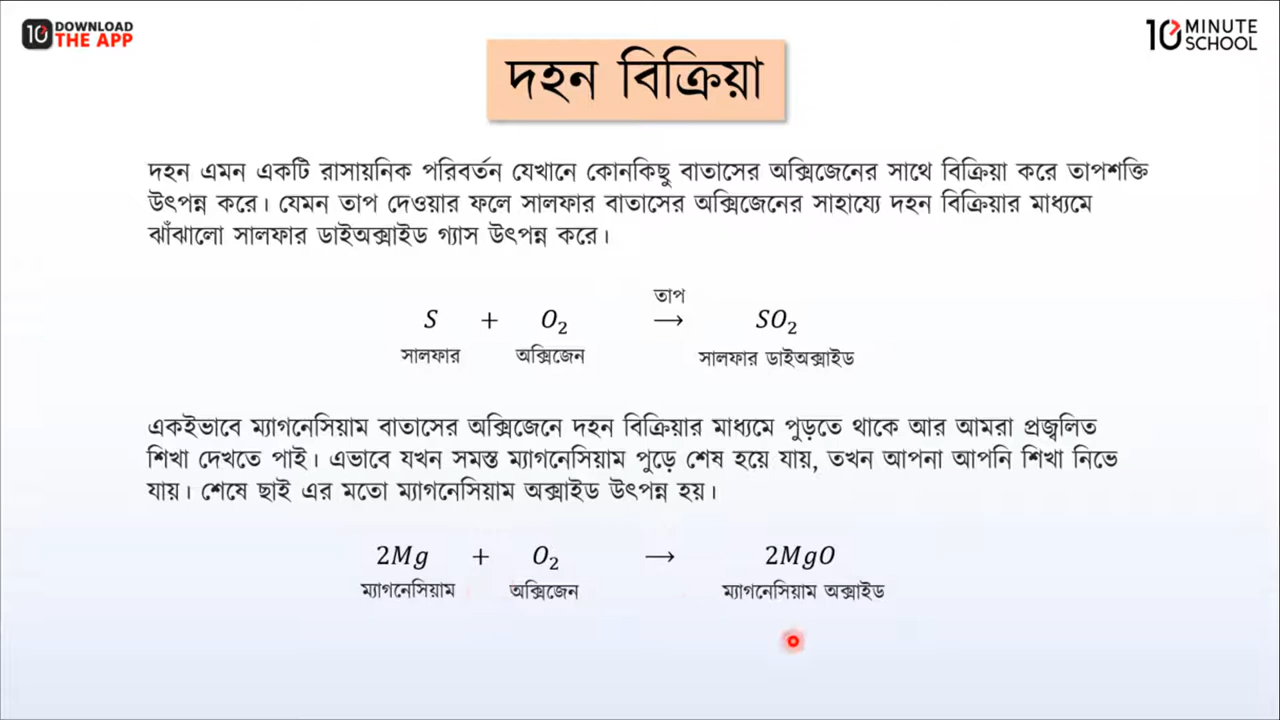 10 DOWNLOAD THE APP
10 MINUTE SCHOOL
দহন বিক্রিয়া
দহন এমন একটি রাসায়নিক পরিবর্তন যেখানে কোনকিছু বাতাসের অক্সিজেনের সাথে বিক্রিয়া করে তাপশক্তি
উৎপন্ন করে। যেমন তাপ দেওয়ার ফলে সালফার বাতাসের অক্সিজেনের সাহায্যে দহন বিক্রিয়ার মাধ্যমে
ঝাঁঝালো সালফার ডাইঅক্সাইড গ্যাস উৎপন্ন করে।
তাপ
S + O₂ → SO₂
সালফার অক্সিজেন সালফার ডাইঅক্সাইড
একইভাবে ম্যাগনেসিয়াম বাতাসের অক্সিজেনে দহন বিক্রিয়ার মাধ্যমে পুড়তে থাকে আর আমরা প্রজ্বলিত
শিখা দেখতে পাই। এভাবে যখন সমস্ত ম্যাগনেসিয়াম পুড়ে শেষ হয়ে যায়, তখন আপনা আপনি শিখা নিভে
যায়। শেষে ছাই এর মতো ম্যাগনেসিয়াম অক্সাইড উৎপন্ন হয়।
2Mg + O₂ → 2MgO
ম্যাগনেসিয়াম অক্সিজেন ম্যাগনেসিয়াম অক্সাইড